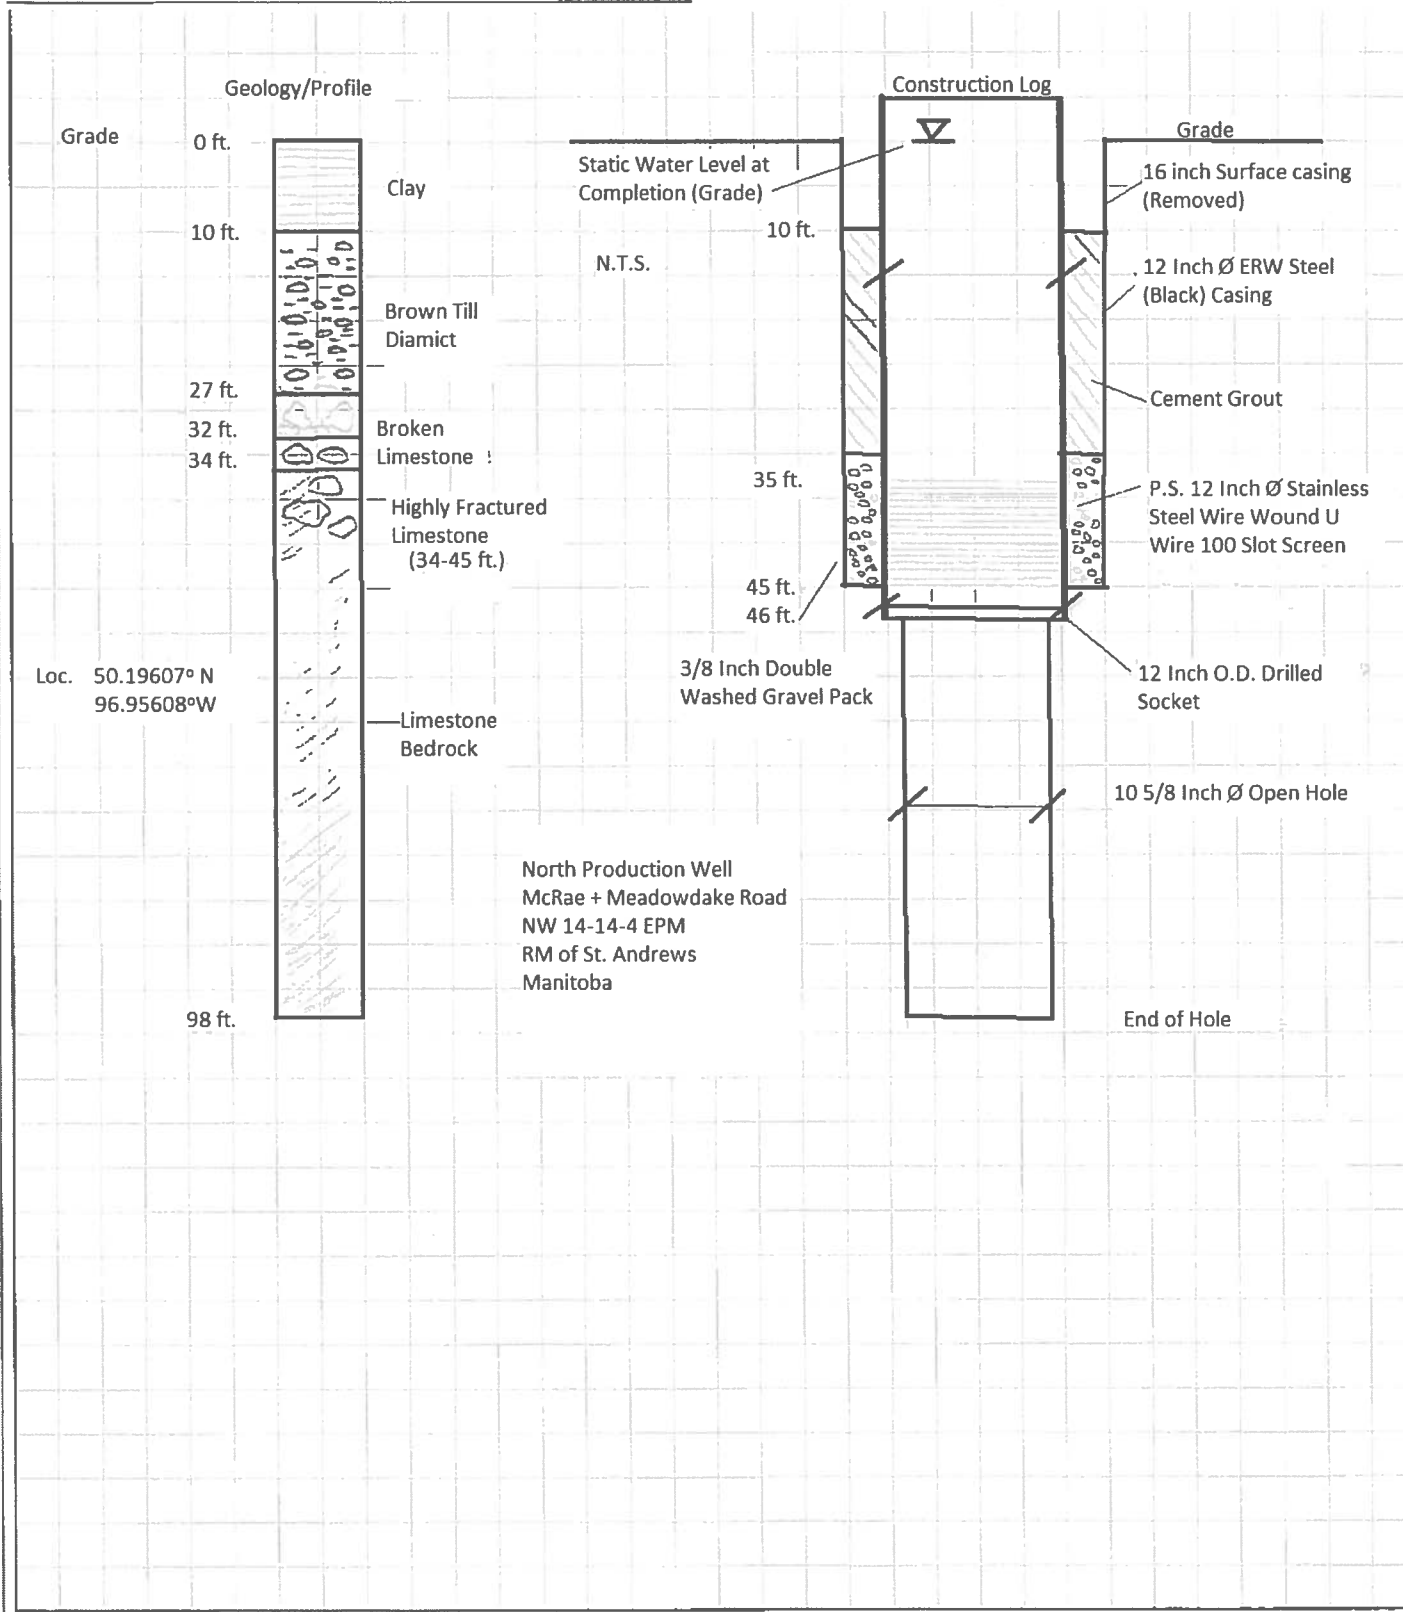 Geology/Profile
Grade
0 ft.
Clay
10 ft.
Brown Till
Diamict
27 ft.
32 ft.
Broken
Limestone
34 ft.
Highly Fractured
Limestone
(34-45 ft.)
Loc. 50.19607º N
96.95608ºW
Limestone
Bedrock
98 ft.
Construction Log
Grade
Static Water Level at
Completion (Grade)
16 inch Surface casing
(Removed)
10 ft.
N.T.S.
12 Inch Ø ERW Steel
(Black) Casing
Cement Grout
35 ft.
P.S. 12 Inch Ø Stainless
Steel Wire Wound U
Wire 100 Slot Screen
45 ft.
46 ft.
3/8 Inch Double
Washed Gravel Pack
12 Inch O.D. Drilled
Socket
10 5/8 Inch Ø Open Hole
North Production Well
McRae + Meadowdake Road
NW 14-14-4 EPM
RM of St. Andrews
Manitoba
End of Hole